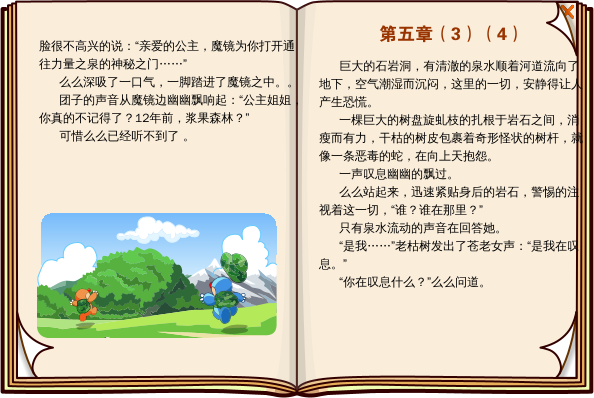 脸很不高兴的说：“亲爱的公主，魔镜为你打开通
往力量之泉的神秘之门……”
么么深吸了一口气，一脚踏进了魔镜之中。。
团子的声音从魔镜边幽幽飘响起：“公主姐姐，
你真的不记得了？12年前，浆果森林？”
可惜么么已经听不到了 。
第五章（3）（4）
巨大的石岩洞，有清澈的泉水顺着河道流向了
地下，空气潮湿而沉闷，这里的一切，安静得让人
产生恐慌。
一棵巨大的树盘旋虬枝的扎根于岩石之间，消
瘦而有力，干枯的树皮包裹着奇形怪状的树杆，就
像一条恶毒的蛇，在向上天抱怨。
一声叹息幽幽的飘过。
么么站起来，迅速紧贴身后的岩石，警惕的注
视着这一切，“谁？谁在那里？”
只有泉水流动的声音在回答她。
“是我……”老枯树发出了苍老女声：“是我在叹
息。”
“你在叹息什么？”么么问道。